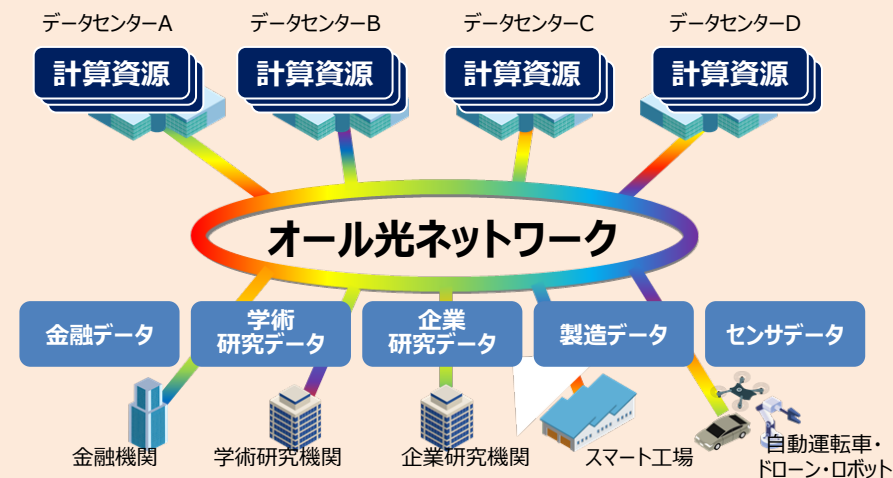 データセンターA
データセンターB
データセンターC
データセンターD
計算資源
計算資源
計算資源
計算資源
オール光ネットワーク
金融データ
学術
研究データ
企業
研究データ
製造データ
センサデータ
金融機関
学術研究機関
企業研究機関
スマート工場
自動運転車・
ドローン・ロボット